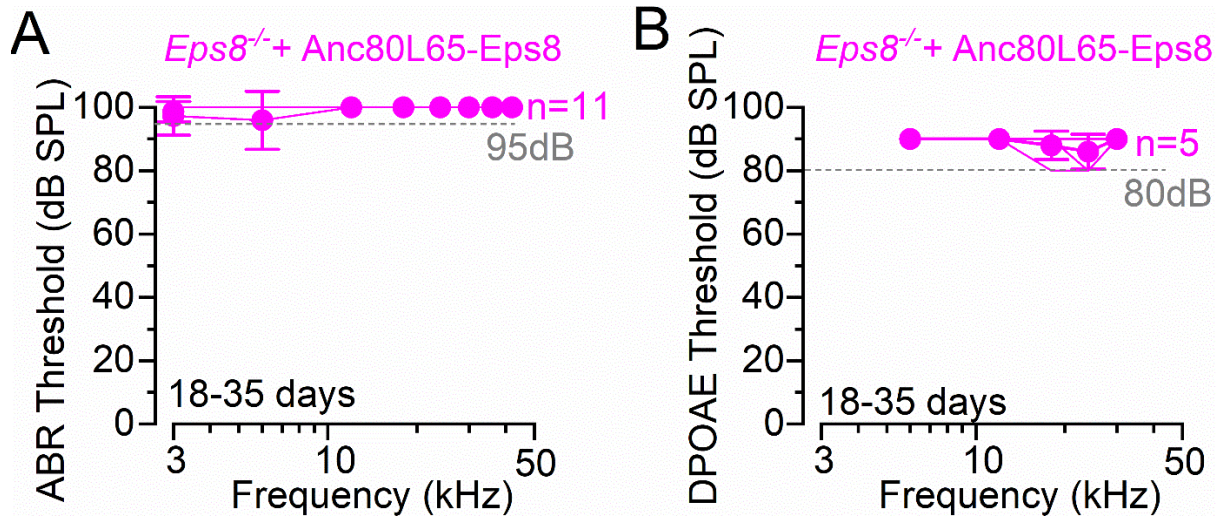 A
Eps8-/-+ Anc80L65-Eps8
ABR Threshold (dB SPL)
100
80
60
40
20
0
n=11
95dB
18-35 days
3
10
50
Frequency (kHz)
B
Eps8-/-+ Anc80L65-Eps8
DPOAE Threshold (dB SPL)
100
80
60
40
20
0
n=5
80dB
18-35 days
3
10
50
Frequency (kHz)